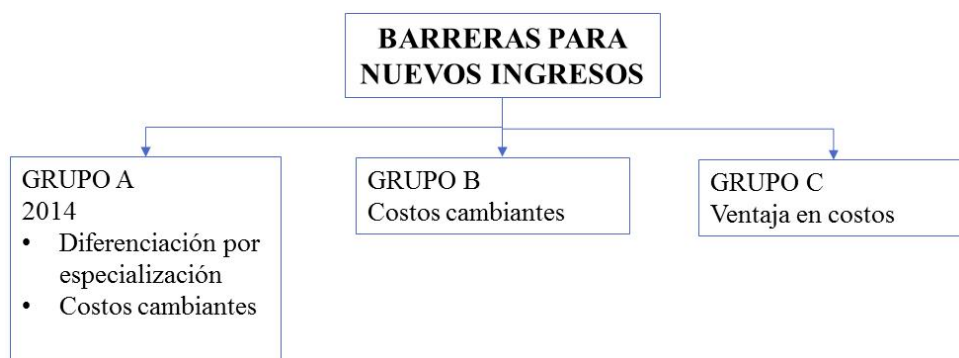 BARRERAS PARA
NUEVOS INGRESOS
GRUPO A
2014
• Diferenciación por
especialización
• Costos cambiantes
GRUPO B
Costos cambiantes
GRUPO C
Ventaja en costos